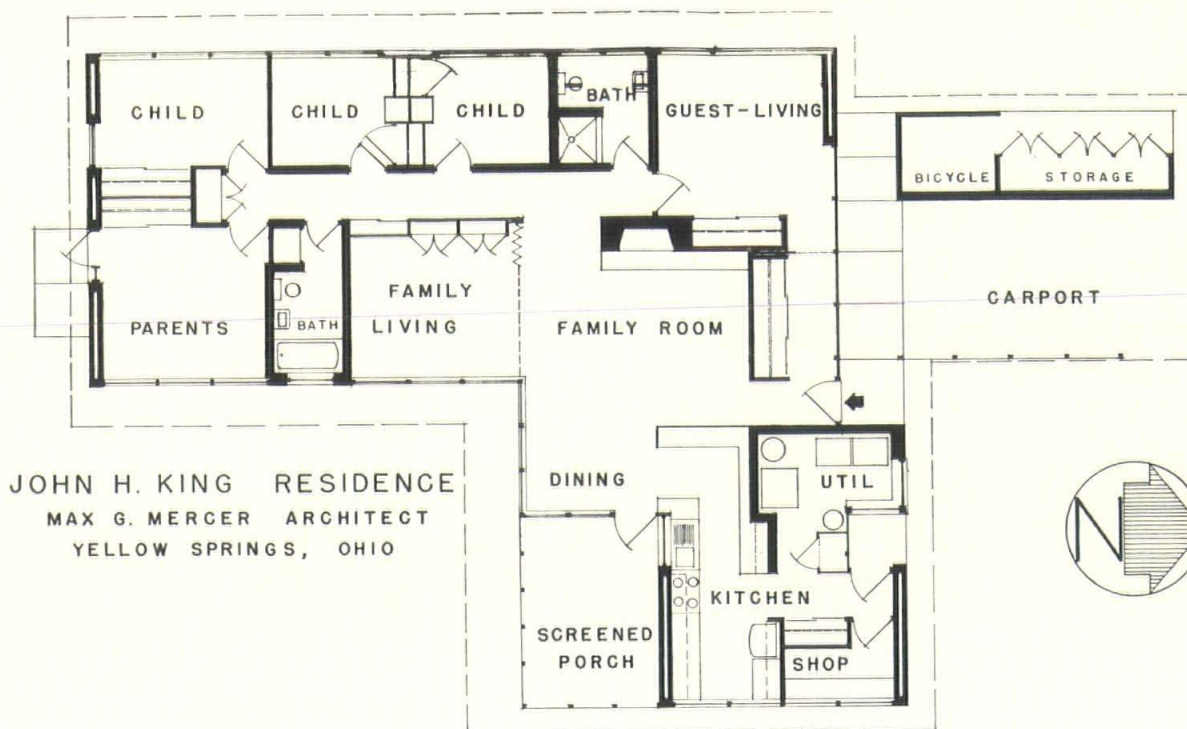 CHILD
CHILD
CHILD
BATH
GUEST-LIVING
BICYCLE
STORAGE
CARPORT
PARENTS
BATH
FAMILY
LIVING
FAMILY ROOM
DINING
UTIL
KITCHEN
SCREENED
PORCH
SHOP
JOHN H. KING RESIDENCE
MAX G. MERCER ARCHITECT
YELLOW SPRINGS, OHIO
N